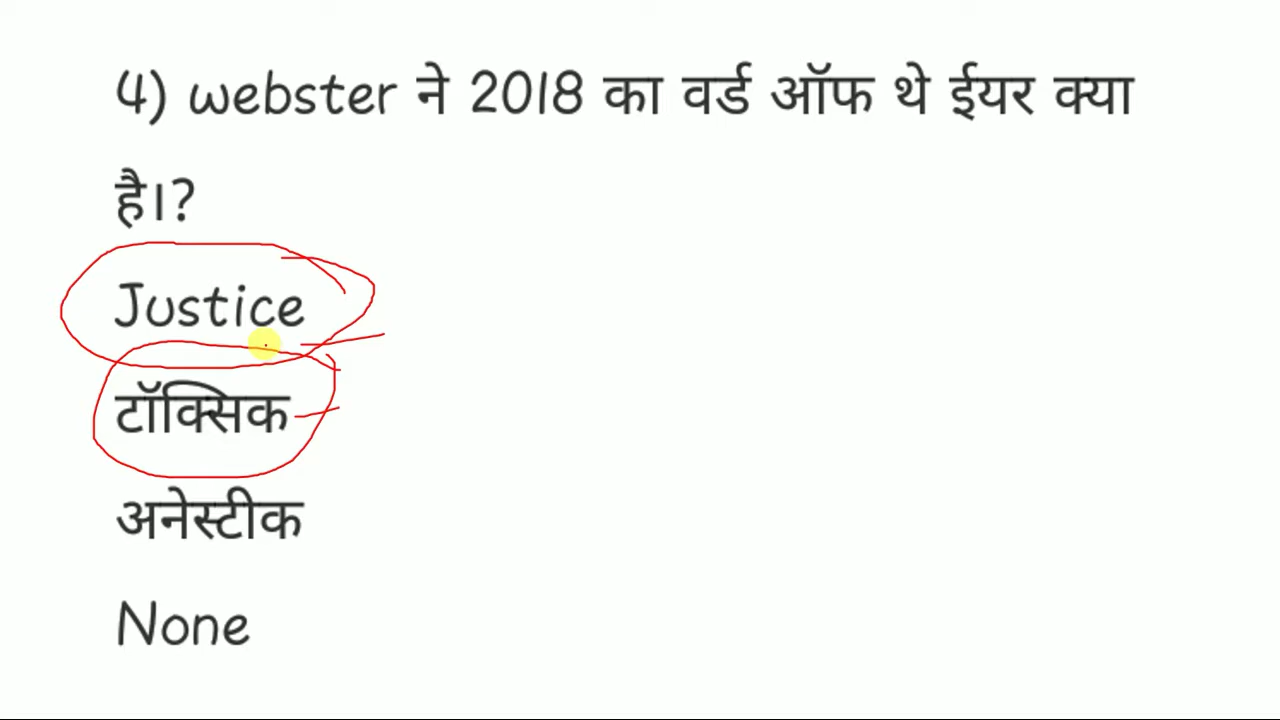 4) webster ने 2018 का वर्ड ऑफ थे ईयर क्या
है।?
Justice
टॉक्सिक
अनेस्टीक
None